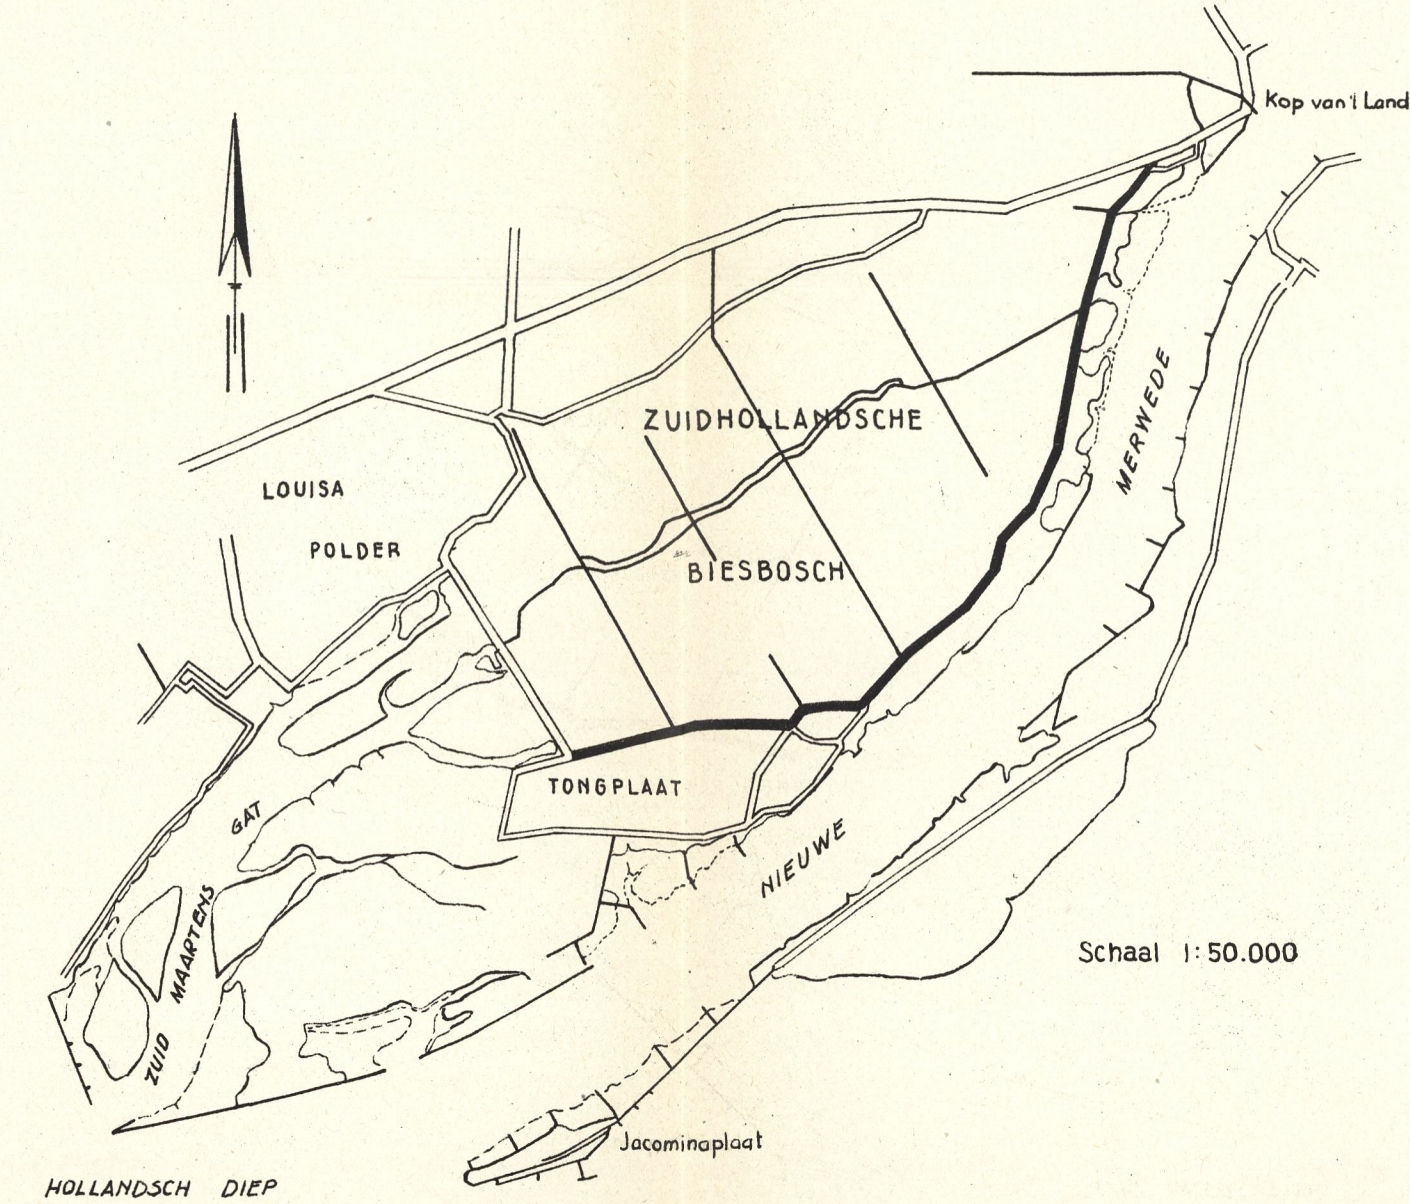 Kop van 't Land
MERWEDE
ZUIDHOLLANDSCHE
LOUISA
POLDER
BIESBOSCH
TONGPLAAT
GAT
NIEUWE
MAARTENS
Schaal 1:50.000
ZUID
Jacominaplaat
HOLLANDSCH DIEP